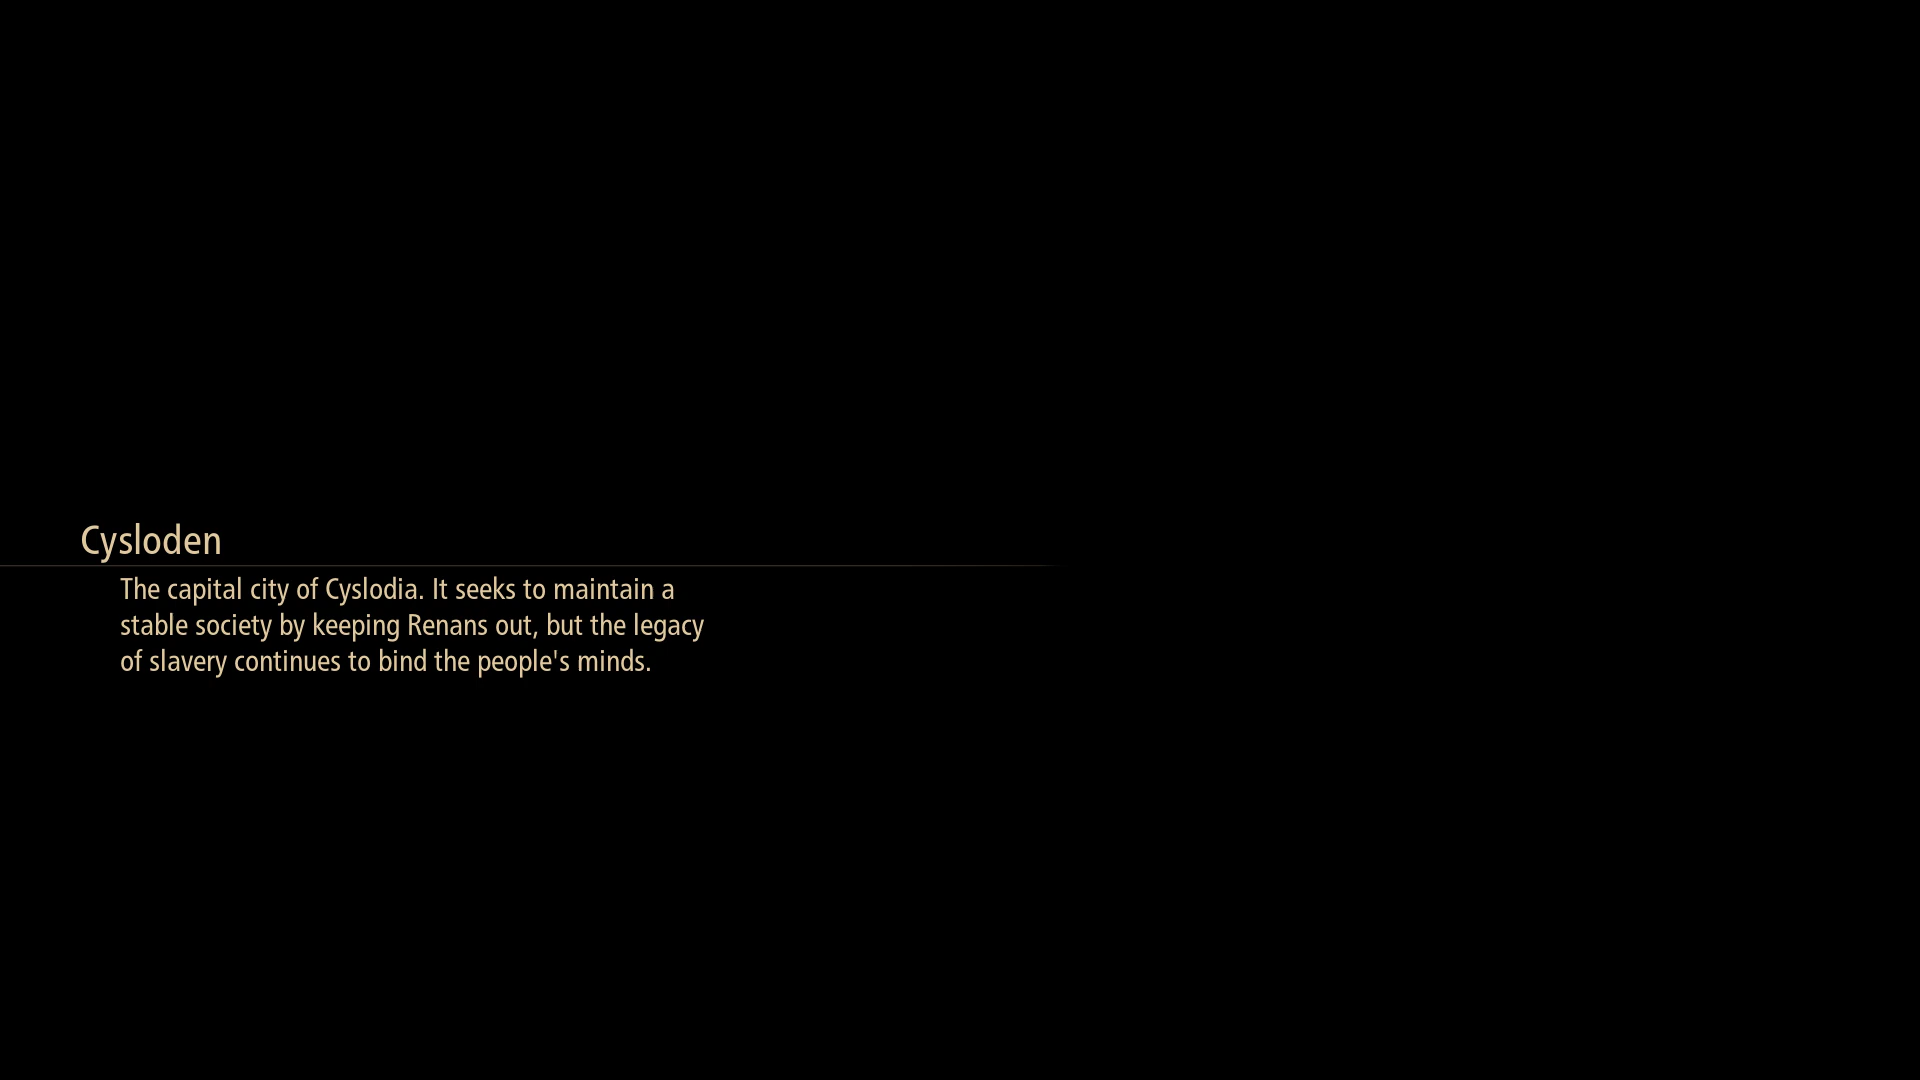 Cysloden
The capital city of Cyslodia. It seeks to maintain a
stable society by keeping Renans out, but the legacy
of slavery continues to bind the people's minds.